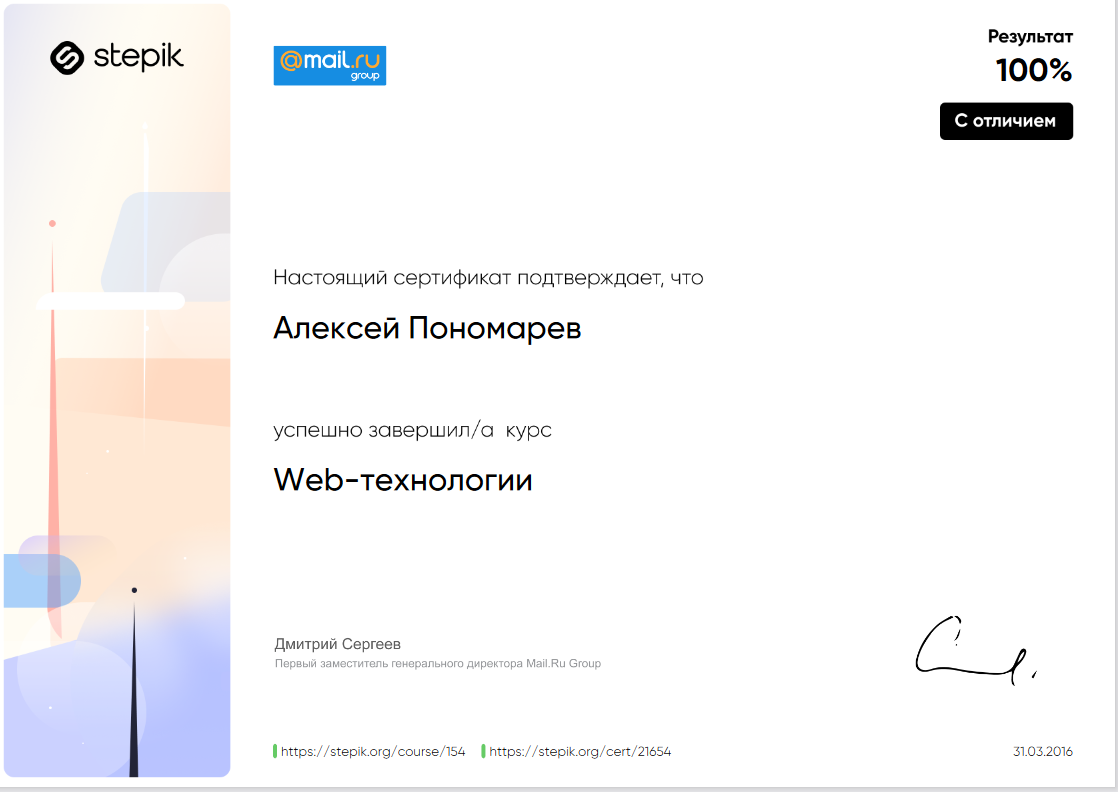 stepik
@mail.ru
group
Результат
100%
С отличием
Настоящий сертификат подтверждает, что
Алексей Пономарев
успешно завершил/а курс
Web-технологии
Дмитрий Сергеев
Первый заместитель генерального директора Mail.Ru Group
https://stepik.org/course/154 https://stepik.org/cert/21654
31.03.2016